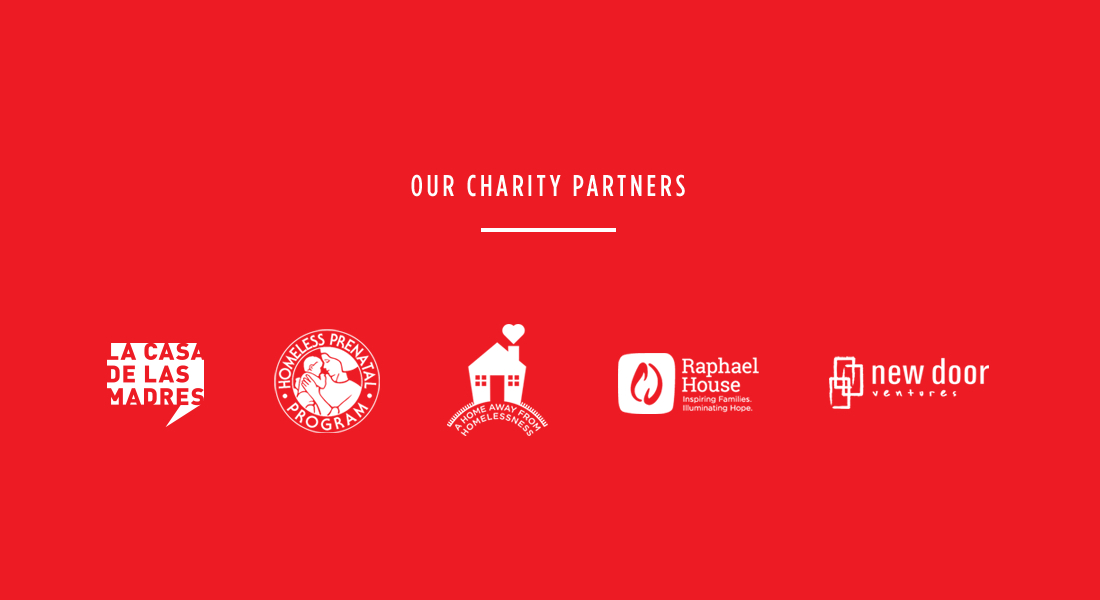 OUR CHARITY PARTNERS
LA CASA
DE LAS
MADRES
HOMELESS PRENATAL
• PROGRAM •
A HOME AWAY FROM
HOMELESSNESS
Raphael
House
Inspiring Families.
Illuminating Hope.
new door
ventures